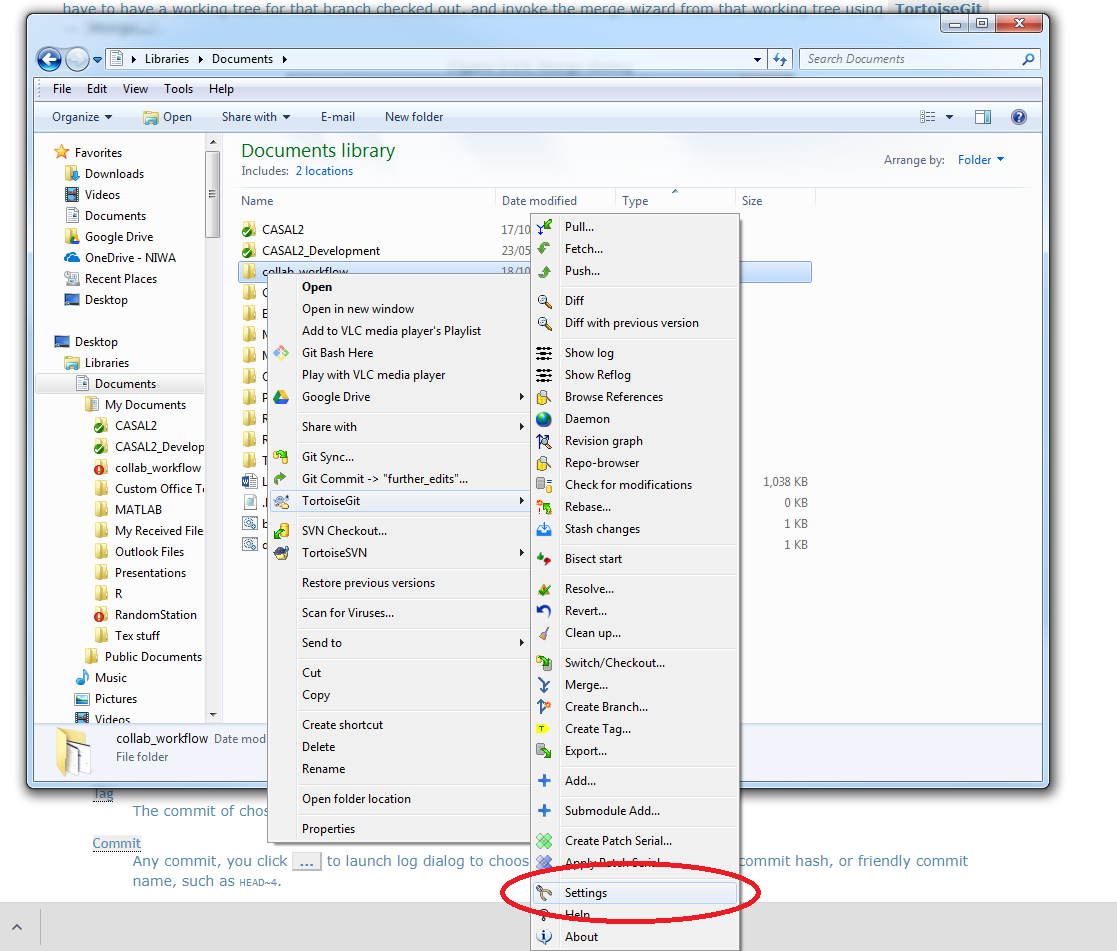 have to have a working tree for that branch checked out, and invoke the merge wizard from that working tree using TortoiseGit
Libraries Documents
Search Documents
File Edit View Tools Help
Organize Open Share with E-mail New folder
Documents library
Includes: 2 locations
Arrange by: Folder
Name Date modified Type Size
Favorites
Downloads
Videos
Documents
Google Drive
OneDrive - NIWA
Recent Places
Desktop
Desktop
Libraries
Documents
My Documents
CASAL2
CASAL2_Develop
collab_workflow
Custom Office Te
MATLAB
My Received File
Outlook Files
Presentations
R
RandomStation
Tex stuff
Public Documents
Music
Pictures
Videos
CASAL2 17/10
CASAL2_Development 23/05
collab_workflow 18/10
1,038 KB
0 KB
1 KB
1 KB
Open
Open in new window
Add to VLC media player's Playlist
Git Bash Here
Play with VLC media player
Google Drive
Share with
Git Sync...
Git Commit -> "further_edits"...
TortoiseGit
SVN Checkout...
TortoiseSVN
Restore previous versions
Scan for Viruses...
Send to
Cut
Copy
Create shortcut
Delete
Rename
Open folder location
Properties
Pull...
Fetch...
Push...
Diff
Diff with previous version
Show log
Show Reflog
Browse References
Daemon
Revision graph
Repo-browser
Check for modifications
Rebase...
Stash changes
Bisect start
Resolve...
Revert...
Clean up...
Switch/Checkout...
Merge...
Create Branch...
Create Tag...
Export...
Add...
Submodule Add...
Create Patch Serial...
Apply Patch Serial...
Settings
Help
About
collab_workflow Date mod
File folder
Tag
The commit of chos
Commit
Any commit, you click ... to launch log dialog to choos commit hash, or friendly commit
name, such as HEAD~4.